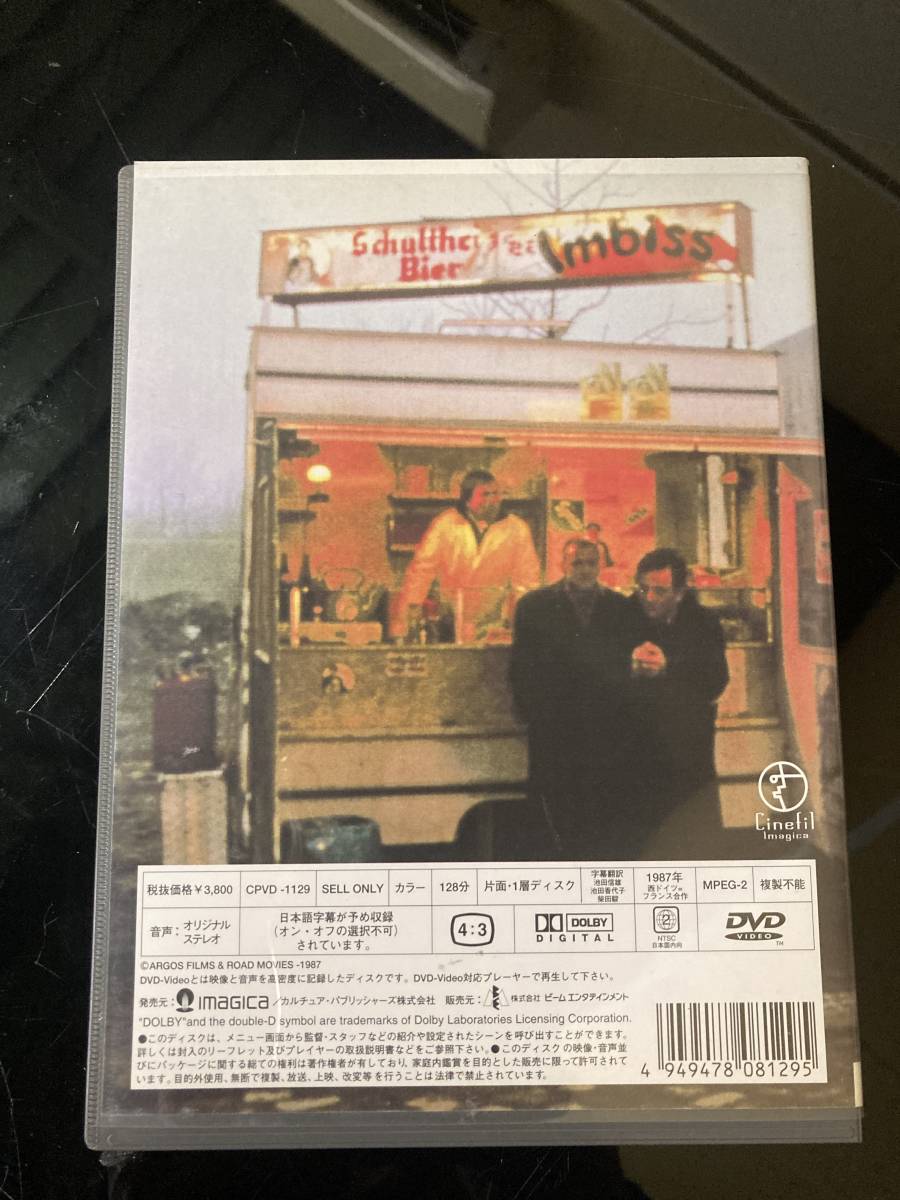 Schulthe iss Imbiss
Bier
Cinefil
Imagica
税抜価格¥3,800
CPVD -1129
SELL ONLY
カラー
128分
片面・1層ディスク
字幕翻訳
池田信雄
池田香代子
柴田駿
1987年
西ドイツ=
フランス合作
MPEG-2
複製不能
音声: オリジナル
ステレオ
日本語字幕が予め収録
(オン・オフの選択不可)
されています。
4:3
DOLBY
DIGITAL
2
NTSC
日本国内向
DVD
VIDEO
TM
©ARGOS FILMS & ROAD MOVIES -1987
DVD-Videoとは映像と音声を高密度に記録したディスクです。DVD-Video対応プレーヤーで再生して下さい。
発売元: IMAGICA/カルチュア・パブリッシャーズ株式会社 販売元: 株式会社 ビーム エンタテインメント
"DOLBY"and the double-D symbol are trademarks of Dolby Laboratories Licensing Corporation.
●このディスクは、メニュー画面から監督・スタッフなどの紹介や設定されたシーンを呼び出すことができます。
詳しくは封入のリーフレット及びプレイヤーの取扱説明書などをご参照下さい。●このディスクの映像・音声並
びにパッケージに関する総ての権利は著作権者が有しており、家庭内鑑賞を目的とした販売に限って許可されて
います。目的外使用、無断で複製、放送、上映、改変等を行うことは法律で禁止されています。
4 949478 081295